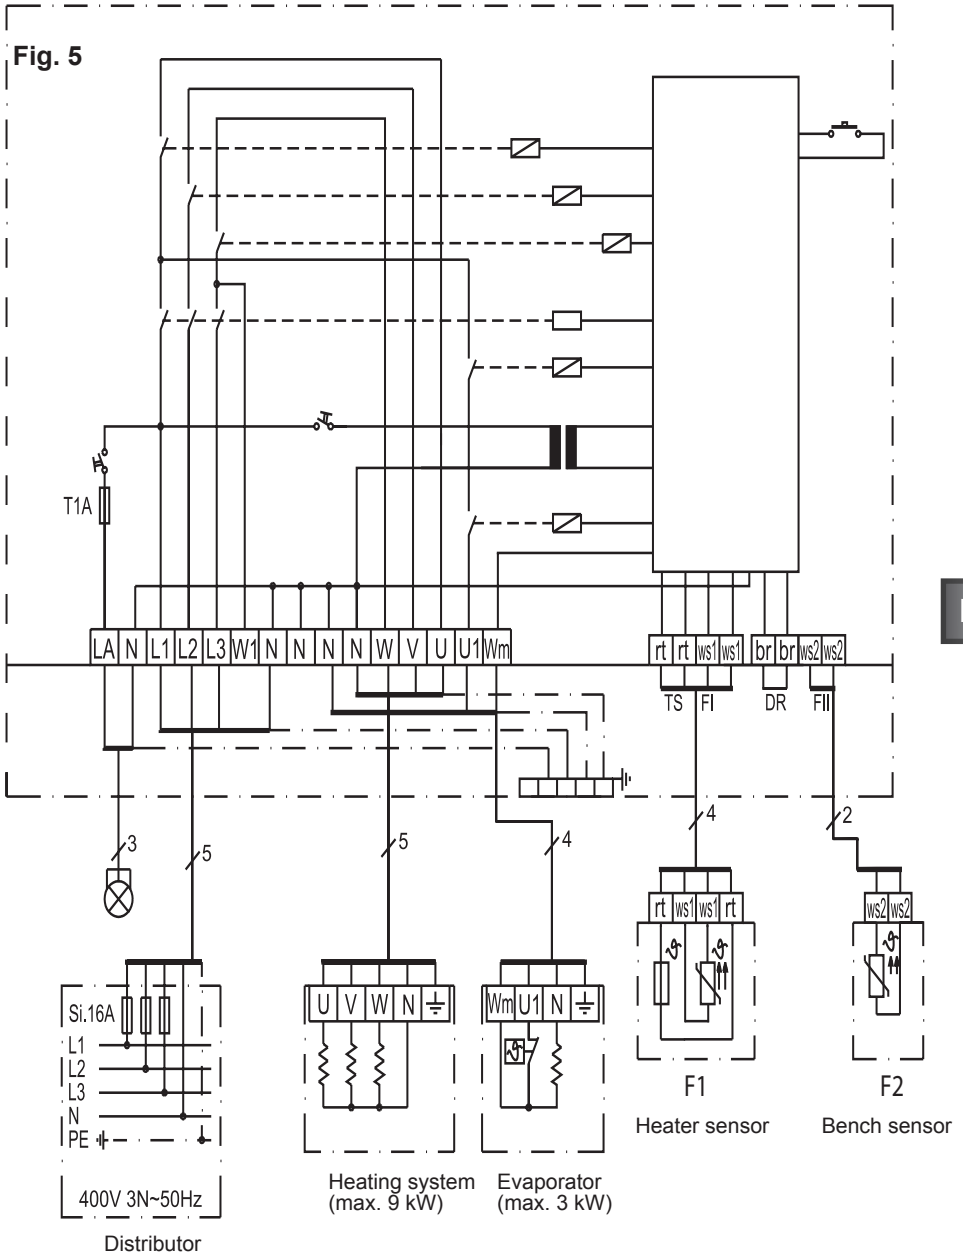 Fig. 5
T1A
LA N L1 L2 L3 W1 N N N N W V U U1 Wm
rt rt ws1 ws1 br br ws2 ws2
TS FI DR FII
3 5 5 4 4 2
rt ws1 ws1 rt
ws2 ws2
ϑ ϑ ϑ
U V W N
Wm U1 N
ϑ
Si.16A
L1
L2
L3
N
PE
400V 3N~50Hz
Distributor
Heating system
(max. 9 kW)
Evaporator
(max. 3 kW)
F1
Heater sensor
F2
Bench sensor